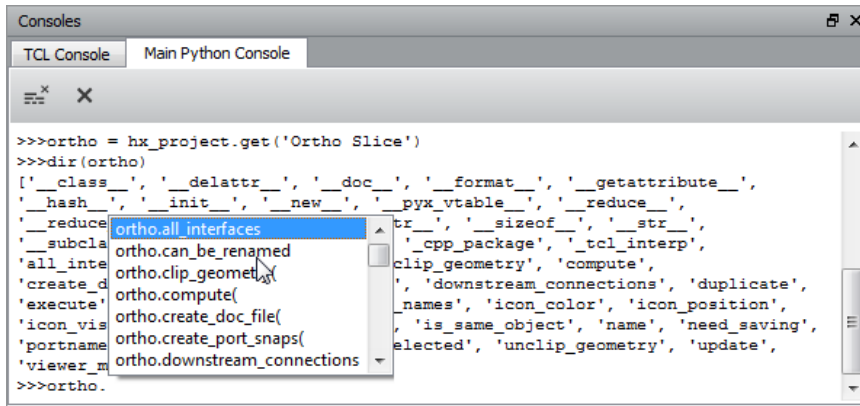 Consoles
TCL Console Main Python Console
>>>ortho = hx_project.get('Ortho Slice')
>>>dir(ortho)
['__class__', '__delattr__', '__doc__', '__format__', '__getattribute__',
'__hash__', '__init__', '__new__', '__pyx_vtable__', '__reduce__',
'__reduce tr__', '__sizeof__', '__str__',
'__subcla '_cpp_package', '_tcl_interp',
'all_inte clip_geometry', 'compute',
'create_d ', 'downstream_connections', 'duplicate',
'execute' _names', 'icon_color', 'icon_position',
'icon_vis , 'is_same_object', 'name', 'need_saving',
'portname elected', 'unclip_geometry', 'update',
'viewer_m
>>>ortho.
ortho.all_interfaces
ortho.can_be_renamed
ortho.clip_geomet
ortho.compute(
ortho.create_doc_file(
ortho.create_port_snaps(
ortho.downstream_connections